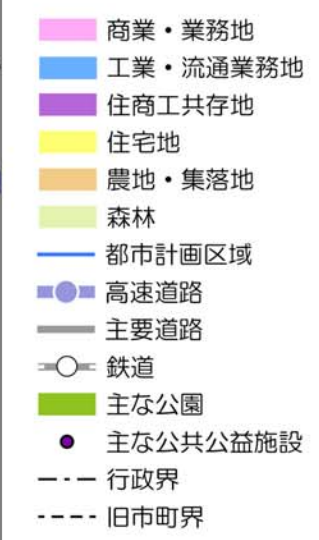 商業・業務地
工業・流通業務地
住商工共存地
住宅地
農地・集落地
森林
都市計画区域
高速道路
主要道路
鉄道
主な公園
主な公共公益施設
行政界
旧市町界